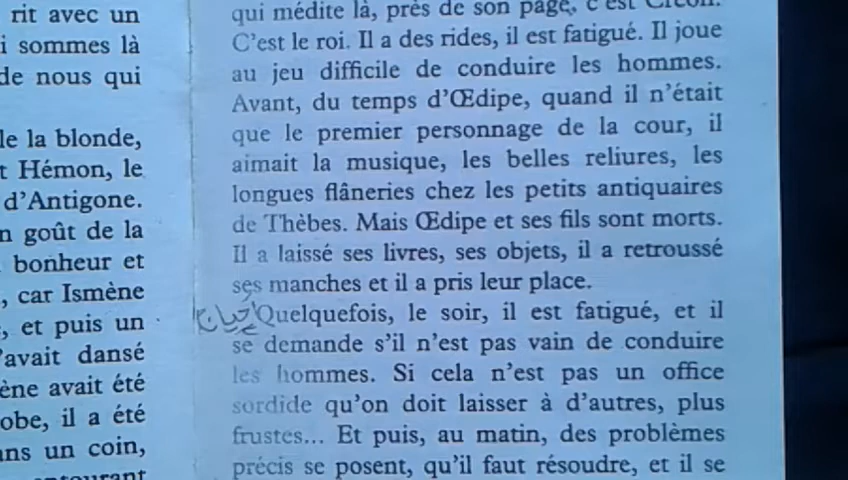 rit avec un
i sommes là
de nous qui
le la blonde,
t Hémon, le
d'Antigone.
n goût de la
bonheur et
, car Ismène
, et puis un
'avait dansé
ène avait été
obe, il a été
ns un coin,
entourant
qui médite là, près de son page, c'est Créon.
C'est le roi. Il a des rides, il est fatigué. Il joue
au jeu difficile de conduire les hommes.
Avant, du temps d'Œdipe, quand il n'était
que le premier personnage de la cour, il
aimait la musique, les belles reliures, les
longues flâneries chez les petits antiquaires
de Thèbes. Mais Œdipe et ses fils sont morts.
Il a laissé ses livres, ses objets, il a retroussé
ses manches et il a pris leur place.
أحيانا
Quelquefois, le soir, il est fatigué, et il
se demande s'il n'est pas vain de conduire
les hommes. Si cela n'est pas un office
sordide qu'on doit laisser à d'autres, plus
frustes... Et puis, au matin, des problèmes
précis se posent, qu'il faut résoudre, et il se